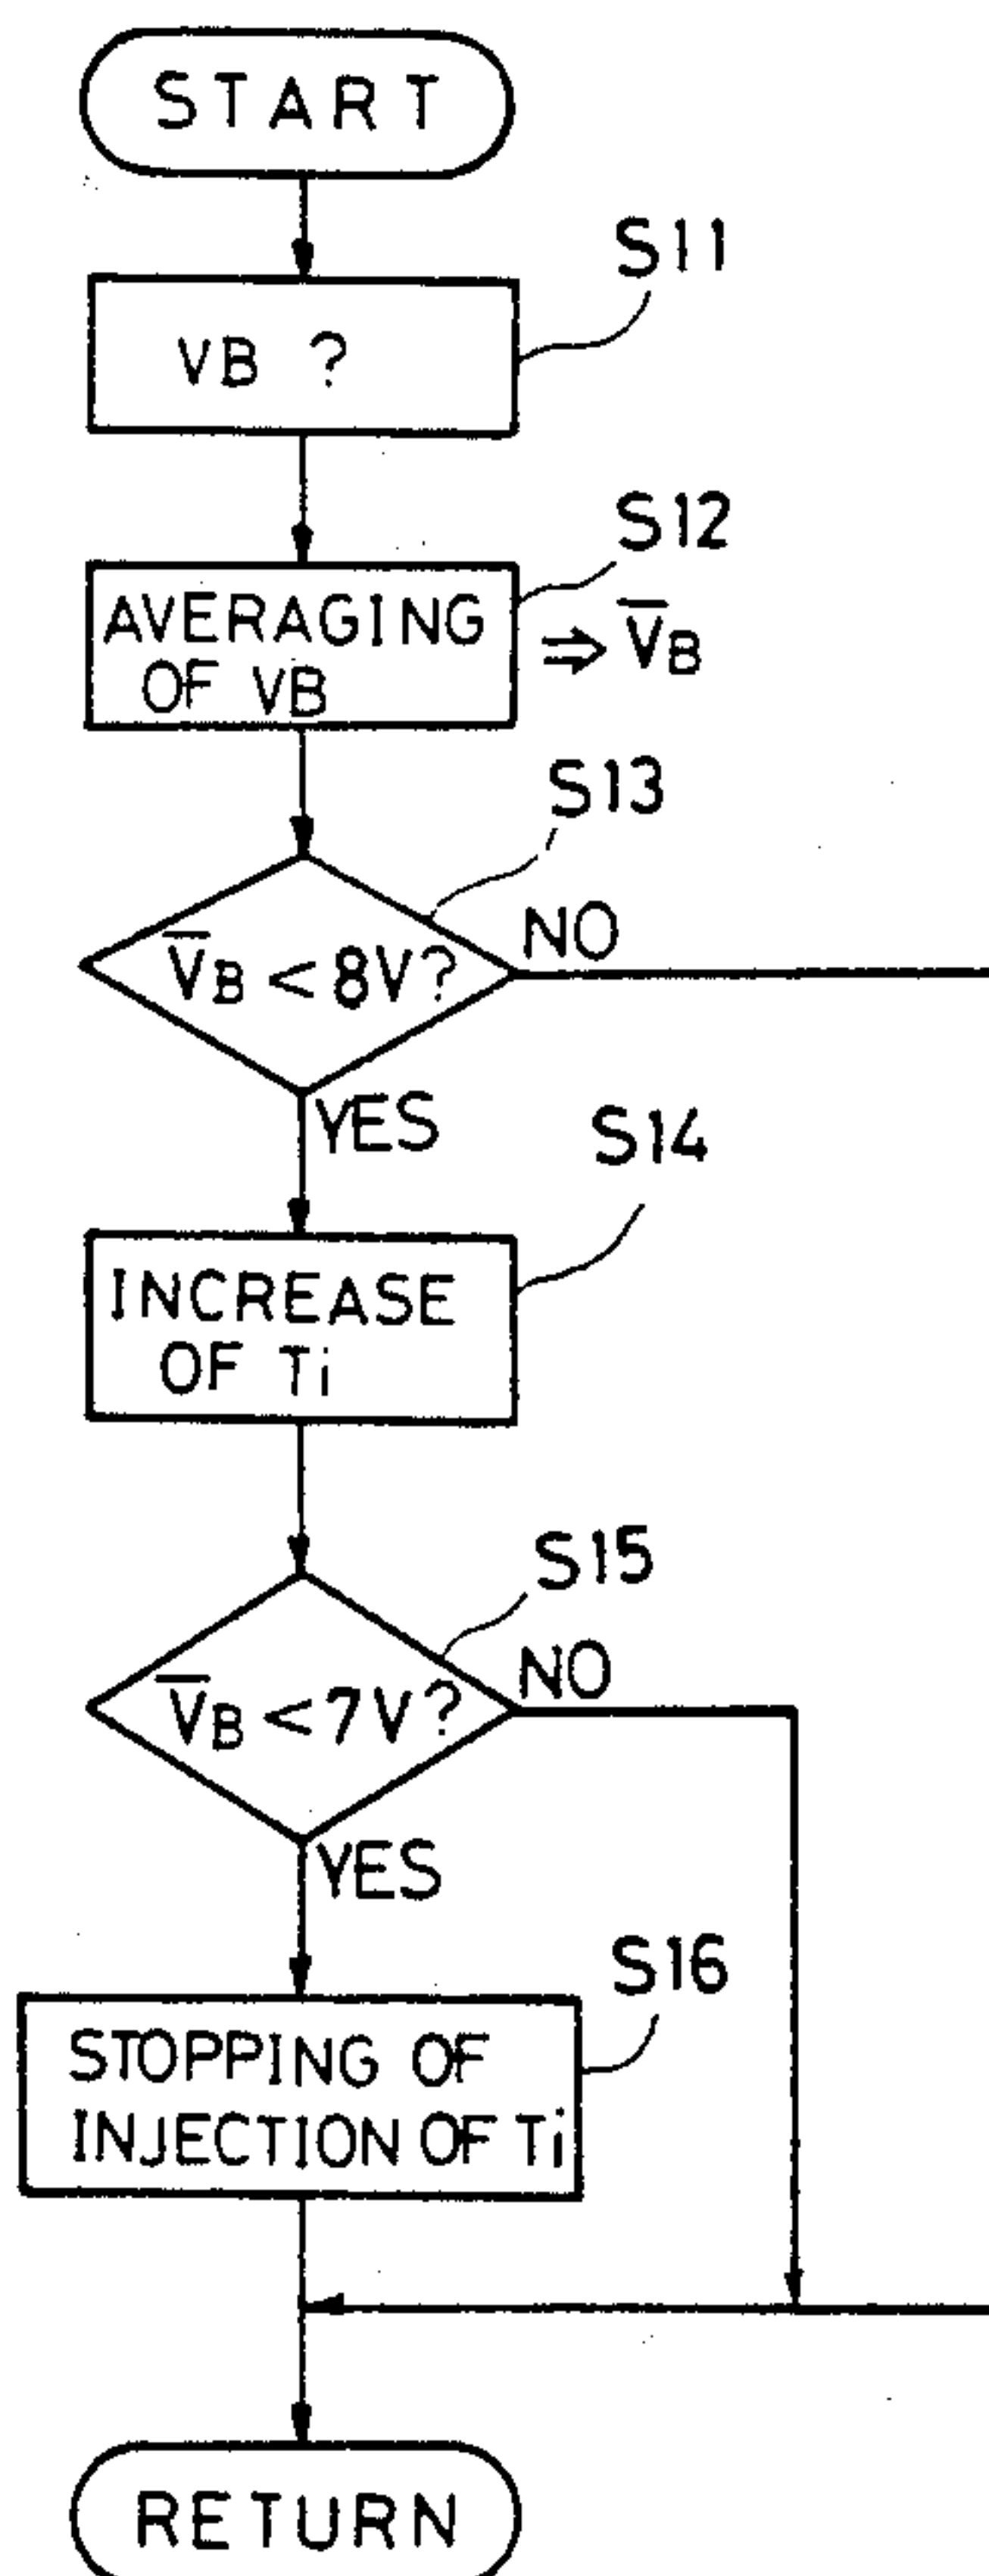 START
S11
VB ?
S12
AVERAGING
OF VB
⇒ V̅B
S13
V̅B < 8V?
NO
YES
S14
INCREASE
OF Ti
S15
V̅B < 7V?
NO
YES
S16
STOPPING OF
INJECTION OF Ti
RETURN